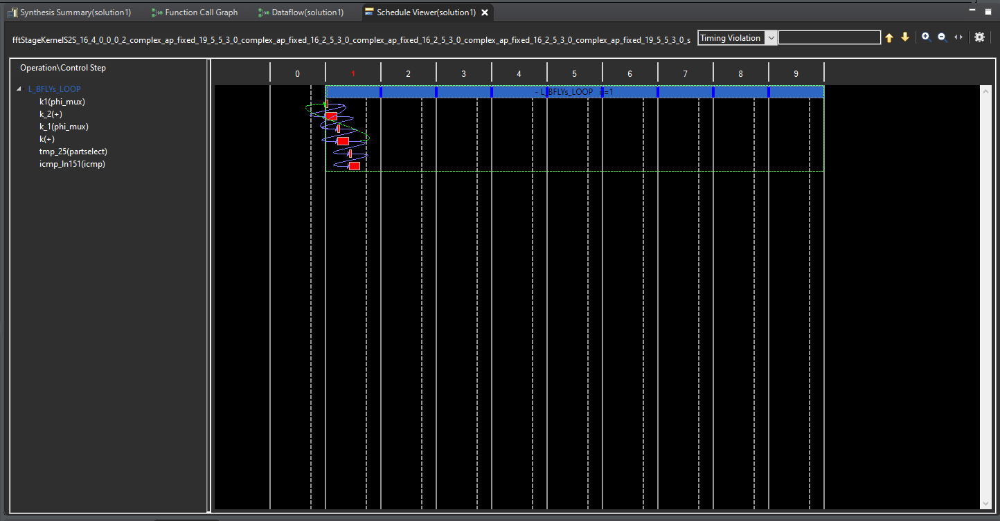 Synthesis Summary(solution1) Function Call Graph Dataflow(solution1) Schedule Viewer(solution1)
fftStageKernelS2S_16_4_0_0_0_2_complex_ap_fixed_19_5_5_3_0_complex_ap_fixed_16_2_5_3_0_complex_ap_fixed_16_2_5_3_0_complex_ap_fixed_16_2_5_3_0_complex_ap_fixed_19_5_5_3_0_s Timing Violation
Operation\Control Step 0 1 2 3 4 5 6 7 8 9
L_BFLYs_LOOP - L_BFLYs_LOOP ii=1
k1(phi_mux)
k_2(+)
k_1(phi_mux)
k(+)
tmp_25(partselect)
icmp_ln151(icmp)